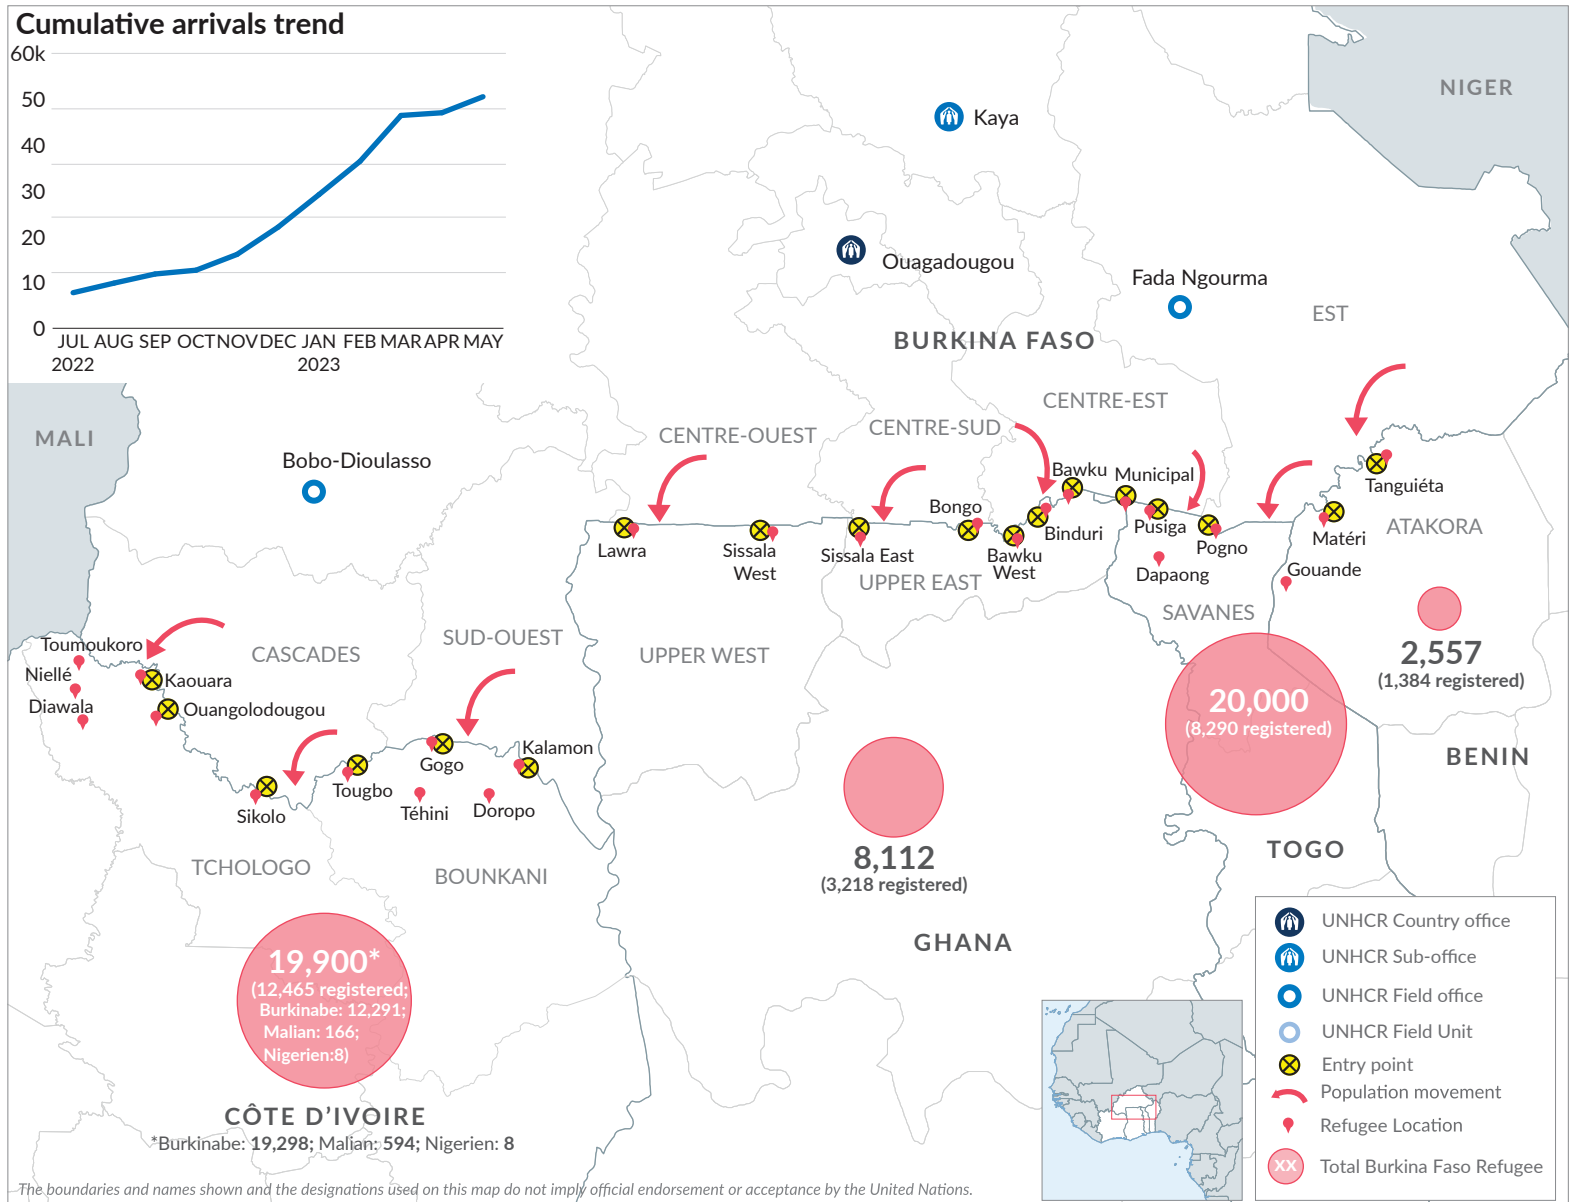 Cumulative arrivals trend
60k
50
40
30
20
10
0
JUL AUG SEP OCT NOV DEC JAN FEB MAR APR MAY
2022 2023
NIGER
Kaya
Ouagadougou
Fada Ngourma
EST
BURKINA FASO
CENTRE-EST
MALI
CENTRE-OUEST
CENTRE-SUD
Bobo-Dioulasso
Bawku
Municipal
Tanguiéta
Bongo
Lawra
Sissala
West
Sissala East
Bawku
West
Binduri
Pusiga
Pogno
Matéri
ATAKORA
Dapaong
Gouande
UPPER EAST
SAVANES
Toumoukoro
Niellé
Diawala
Kaouara
Ouangolodougou
CASCADES
SUD-OUEST
UPPER WEST
2,557
(1,384 registered)
20,000
(8,290 registered)
BENIN
Kalamon
Gogo
Tougbo
Sikolo
Téhini
Doropo
TCHOLOGO
BOUNKANI
8,112
(3,218 registered)
TOGO
GHANA
19,900*
(12,465 registered;
Burkinabe: 12,291;
Malian: 166;
Nigerien:8)
CÔTE D'IVOIRE
*Burkinabe: 19,298; Malian: 594; Nigerien: 8
UNHCR Country office
UNHCR Sub-office
UNHCR Field office
UNHCR Field Unit
Entry point
Population movement
Refugee Location
XX Total Burkina Faso Refugee
The boundaries and names shown and the designations used on this map do not imply official endorsement or acceptance by the United Nations.